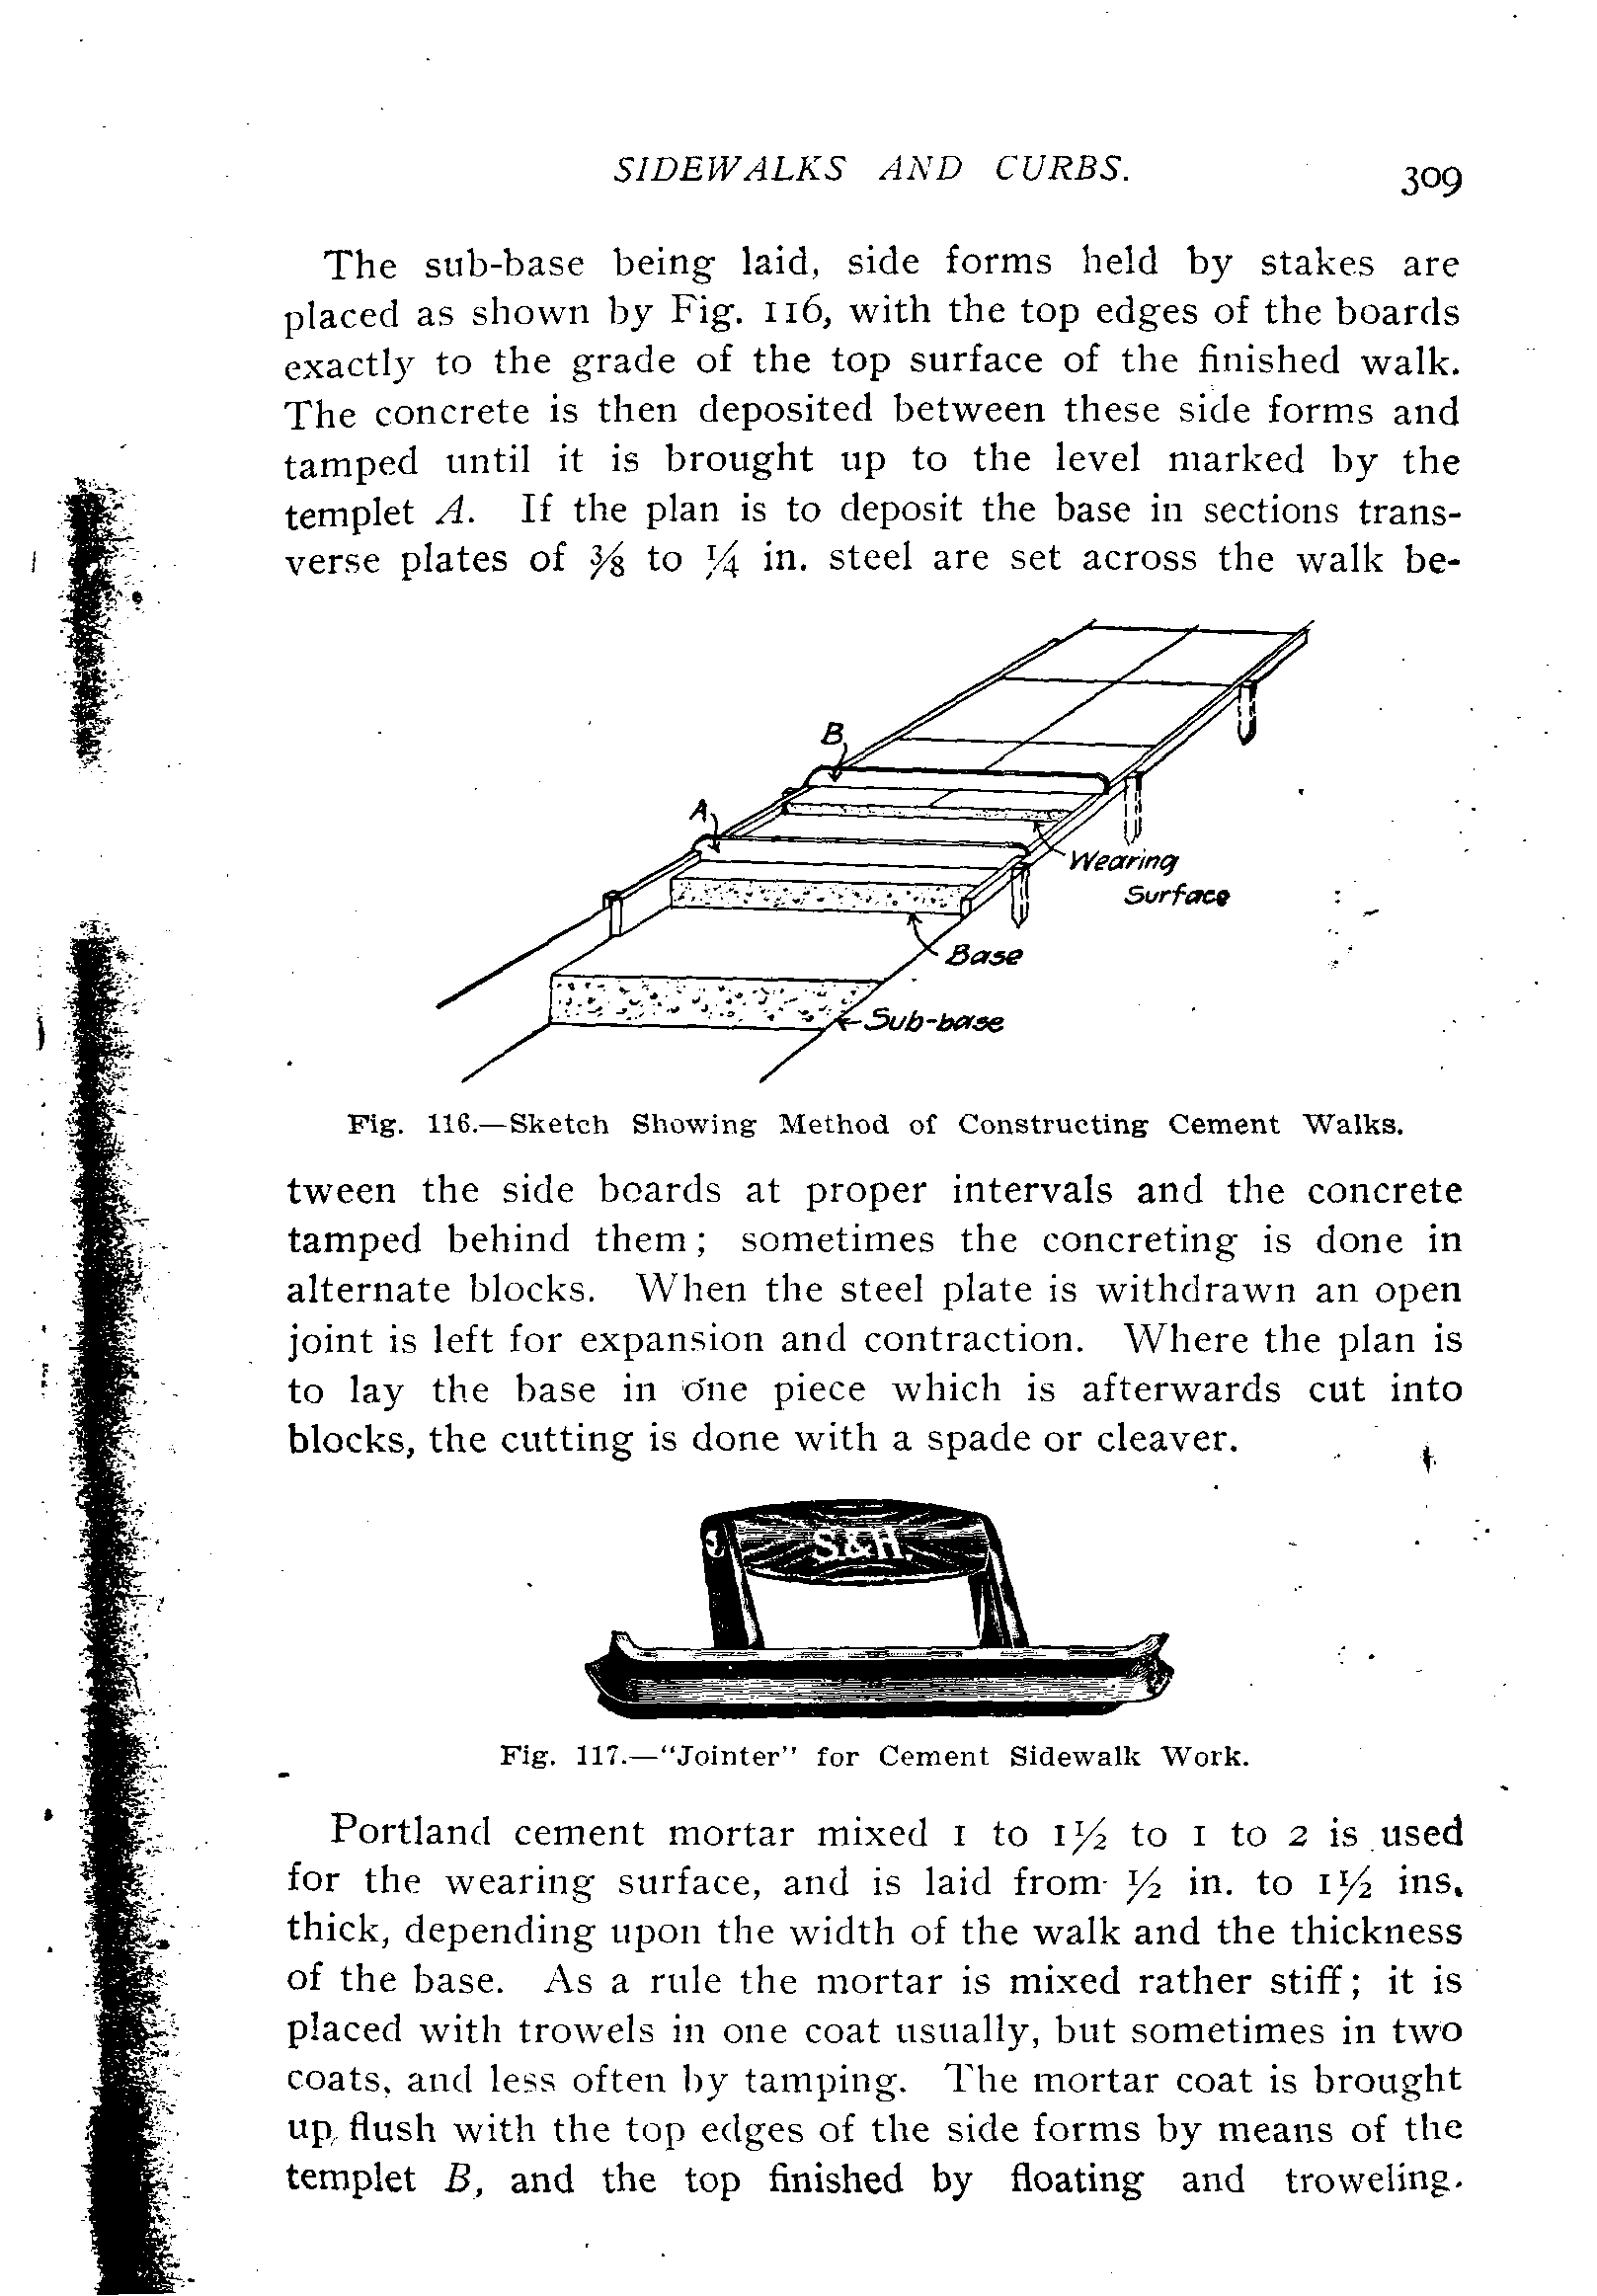 SIDEWALKS AND CURBS. 309
The sub-base being laid, side forms held by stakes are
placed as shown by Fig. 116, with the top edges of the boards
exactly to the grade of the top surface of the finished walk.
The concrete is then deposited between these side forms and
tamped until it is brought up to the level marked by the
templet A. If the plan is to deposit the base in sections trans-
verse plates of ⅜ to ¼ in. steel are set across the walk be-
B
A
Wearing
Surface
Base
Sub-base
Fig. 116.—Sketch Showing Method of Constructing Cement Walks.
tween the side boards at proper intervals and the concrete
tamped behind them; sometimes the concreting is done in
alternate blocks. When the steel plate is withdrawn an open
joint is left for expansion and contraction. Where the plan is
to lay the base in one piece which is afterwards cut into
blocks, the cutting is done with a spade or cleaver.
S.&H.
Fig. 117.—"Jointer" for Cement Sidewalk Work.
Portland cement mortar mixed 1 to 1½ to 1 to 2 is used
for the wearing surface, and is laid from ½ in. to 1½ ins.
thick, depending upon the width of the walk and the thickness
of the base. As a rule the mortar is mixed rather stiff; it is
placed with trowels in one coat usually, but sometimes in two
coats, and less often by tamping. The mortar coat is brought
up flush with the top edges of the side forms by means of the
templet B, and the top finished by floating and troweling.